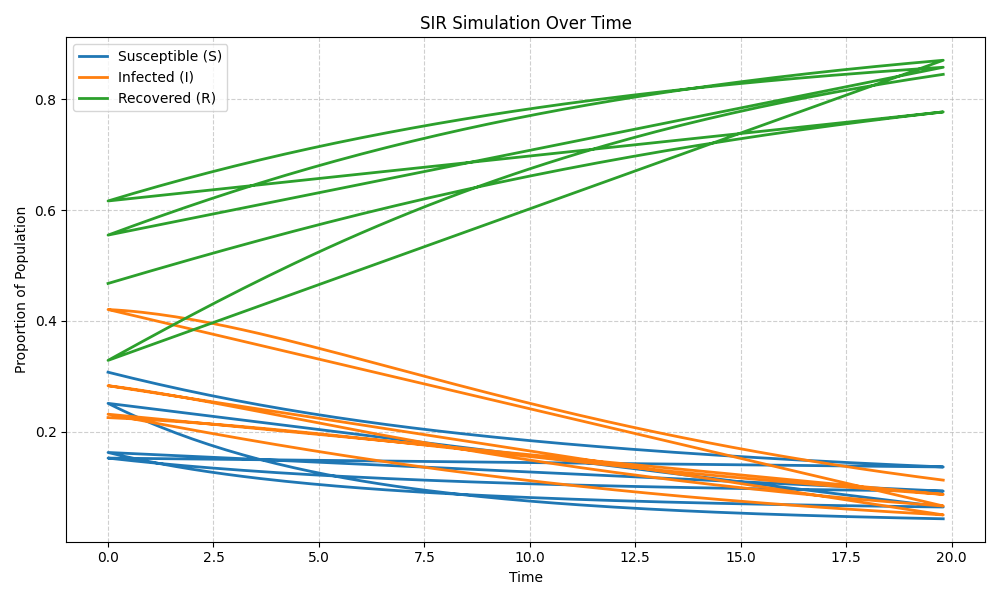 SIR Simulation Over Time
Susceptible (S)
Infected (I)
Recovered (R)
Proportion of Population
0.8
0.6
0.4
0.2
0.0 2.5 5.0 7.5 10.0 12.5 15.0 17.5 20.0
Time